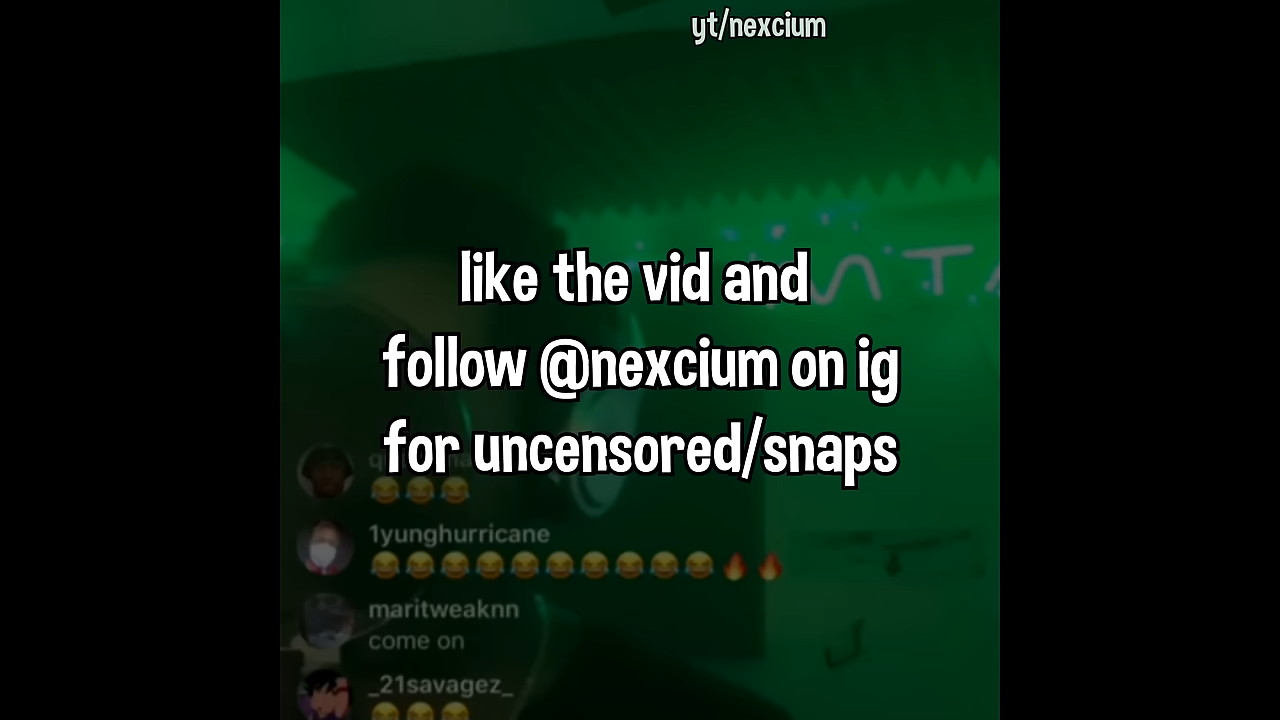 yt/nexcium
like the vid and
follow @nexcium on ig
for uncensored/snaps
😂😂😂
1yunghurricane
😂😂😂😂😂😂😂😂😂😂🔥🔥
maritweaknn
come on
_21savagez_
😂😂😂